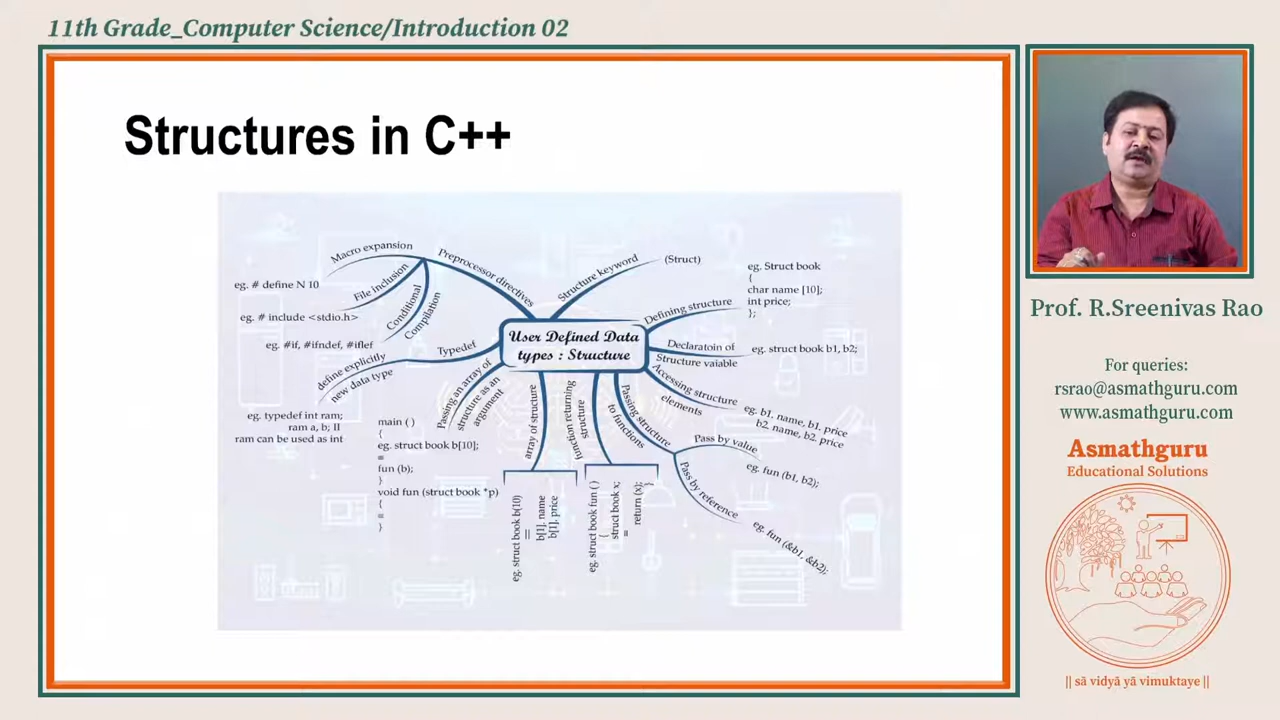 11th Grade_Computer Science/Introduction 02
Structures in C++
User Defined Data
types : Structure
Preprocessor directives
Macro expansion
eg. # define N 10
File inclusion
eg. # include <stdio.h>
Conditional
Compilation
eg. #if, #ifndef, #iflef
Typedef
define explicitly
new data type
eg. typedef int ram;
ram a, b; II
ram can be used as int
Passing an array of
structure as an
argument
main ( )
{
eg. struct book b[10];
=
fun (b);
}
void fun (struct book *p)
{
=
}
array of structure
eg. struct book b(10)
=
b[1]. name
b[1]. price
function returning
structure
eg. struct book fun ( )
{
struct book x;
=
return (x);
}
Passing structure
to functions
Pass by value
eg. fun (b1, b2);
Pass by reference
eg. fun (&b1, &b2);
Accessing structure
elements
eg. b1, name, b1. price
b2. name, b2. price
Declaratoin of
Structure vaiable
eg. struct book b1, b2;
Defining structure
eg. Struct book
{
char name [10];
int price;
};
Structure keyword
(Struct)
Prof. R.Sreenivas Rao
For queries:
rsrao@asmathguru.com
www.asmathguru.com
Asmathguru
Educational Solutions
|| sā vidyā yā vimuktaye ||